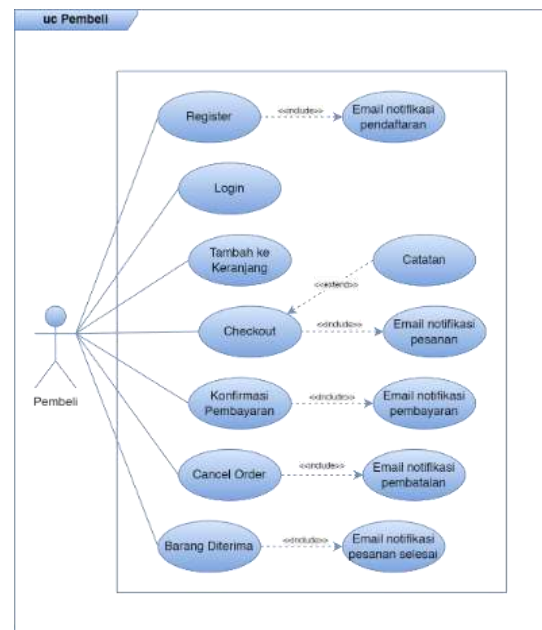 uc Pembeli
Register
<<include>>
Email notifikasi
pendaftaran
Login
Tambah ke
Keranjang
Catatan
<<extend>>
Checkout
<<include>>
Email notifikasi
pesanan
Pembeli
Konfirmasi
Pembayaran
<<include>>
Email notifikasi
pembayaran
Cancel Order
<<include>>
Email notifikasi
pembatalan
Barang Diterima
<<include>>
Email notifikasi
pesanan selesai